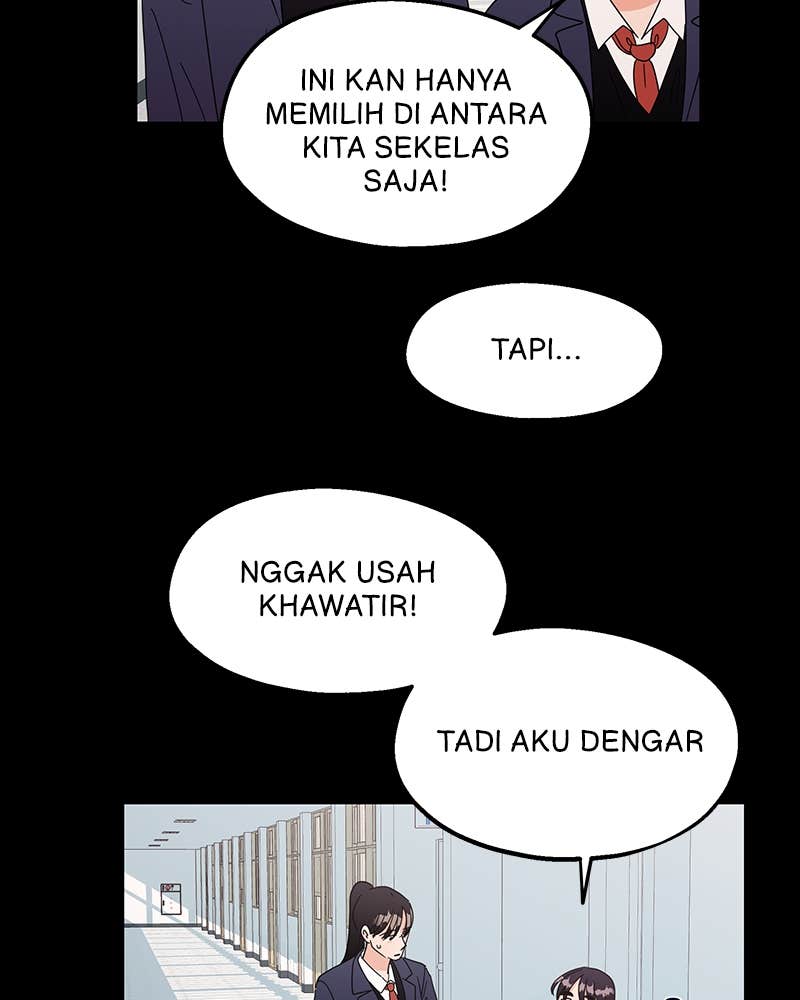 INI KAN HANYA
MEMILIH DI ANTARA
KITA SEKELAS
SAJA!
TAPI...
NGGAK USAH
KHAWATIR!
TADI AKU DENGAR